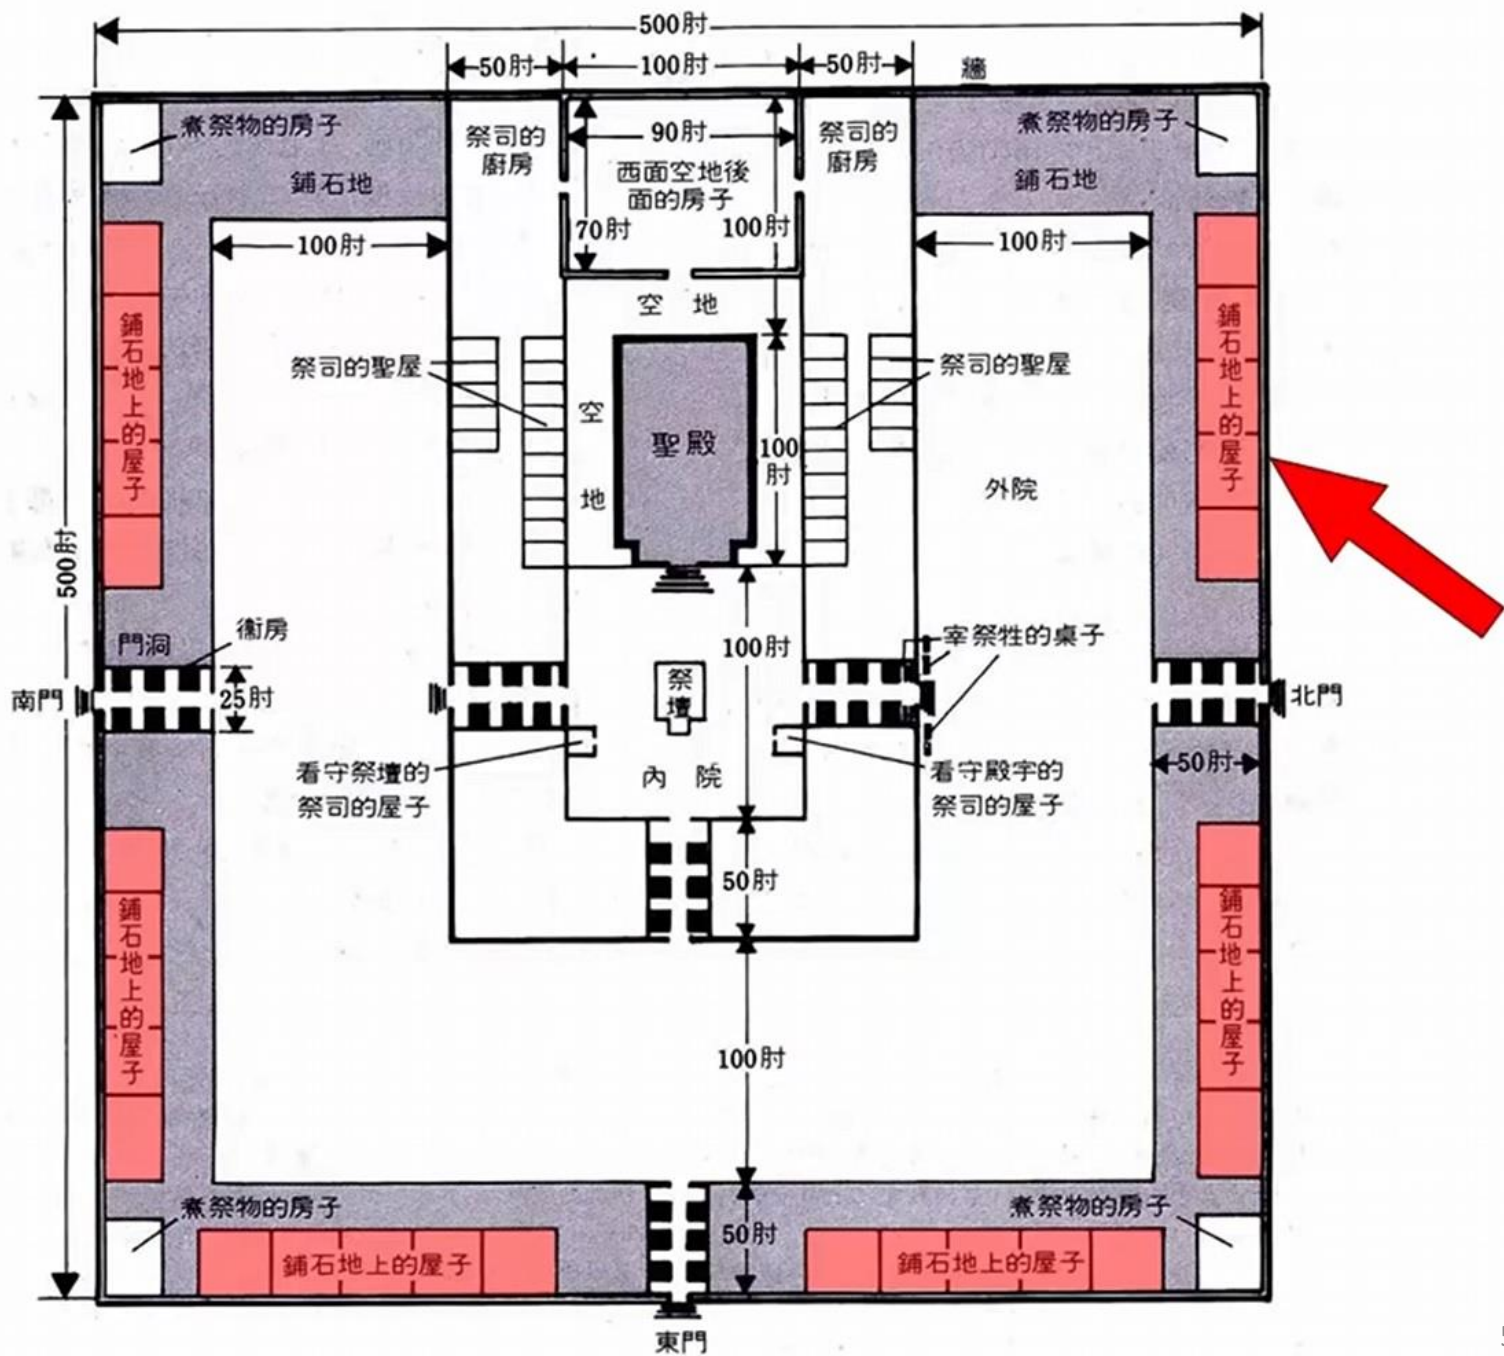 500肘
50肘
100肘
50肘
牆
煮祭物的房子
鋪石地
祭司的
廚房
90肘
西面空地後
面的房子
70肘
100肘
祭司的
廚房
煮祭物的房子
鋪石地
100肘
100肘
空地
鋪石地上的屋子
祭司的聖屋
空地
聖殿
100肘
祭司的聖屋
外院
鋪石地上的屋子
500肘
門洞
衞房
南門
25肘
100肘
祭壇
宰祭牲的桌子
北門
看守祭壇的
祭司的屋子
內院
看守殿宇的
祭司的屋子
50肘
50肘
鋪石地上的屋子
鋪石地上的屋子
100肘
煮祭物的房子
鋪石地上的屋子
50肘
煮祭物的房子
鋪石地上的屋子
東門